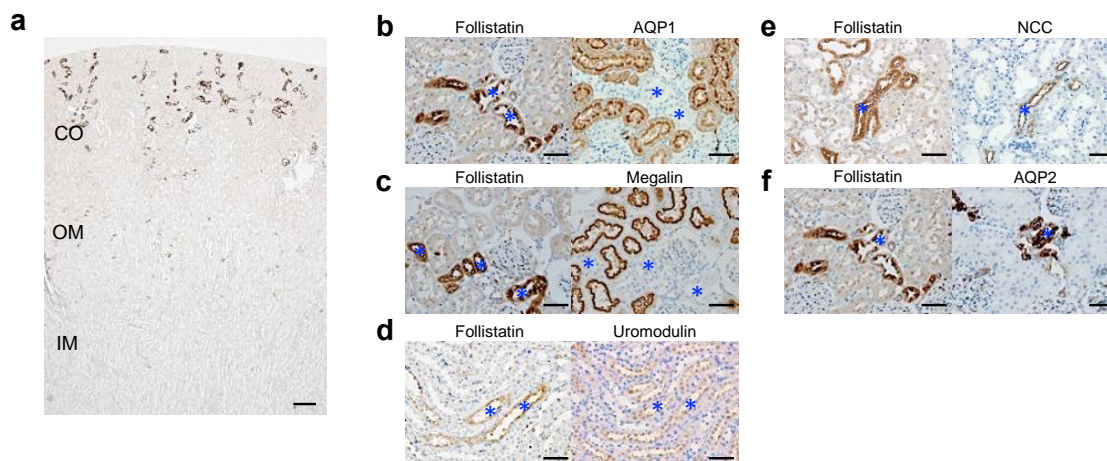 a
CO
OM
IM
b
Follistatin AQP1
c
Follistatin Megalin
d
Follistatin Uromodulin
e
Follistatin NCC
f
Follistatin AQP2